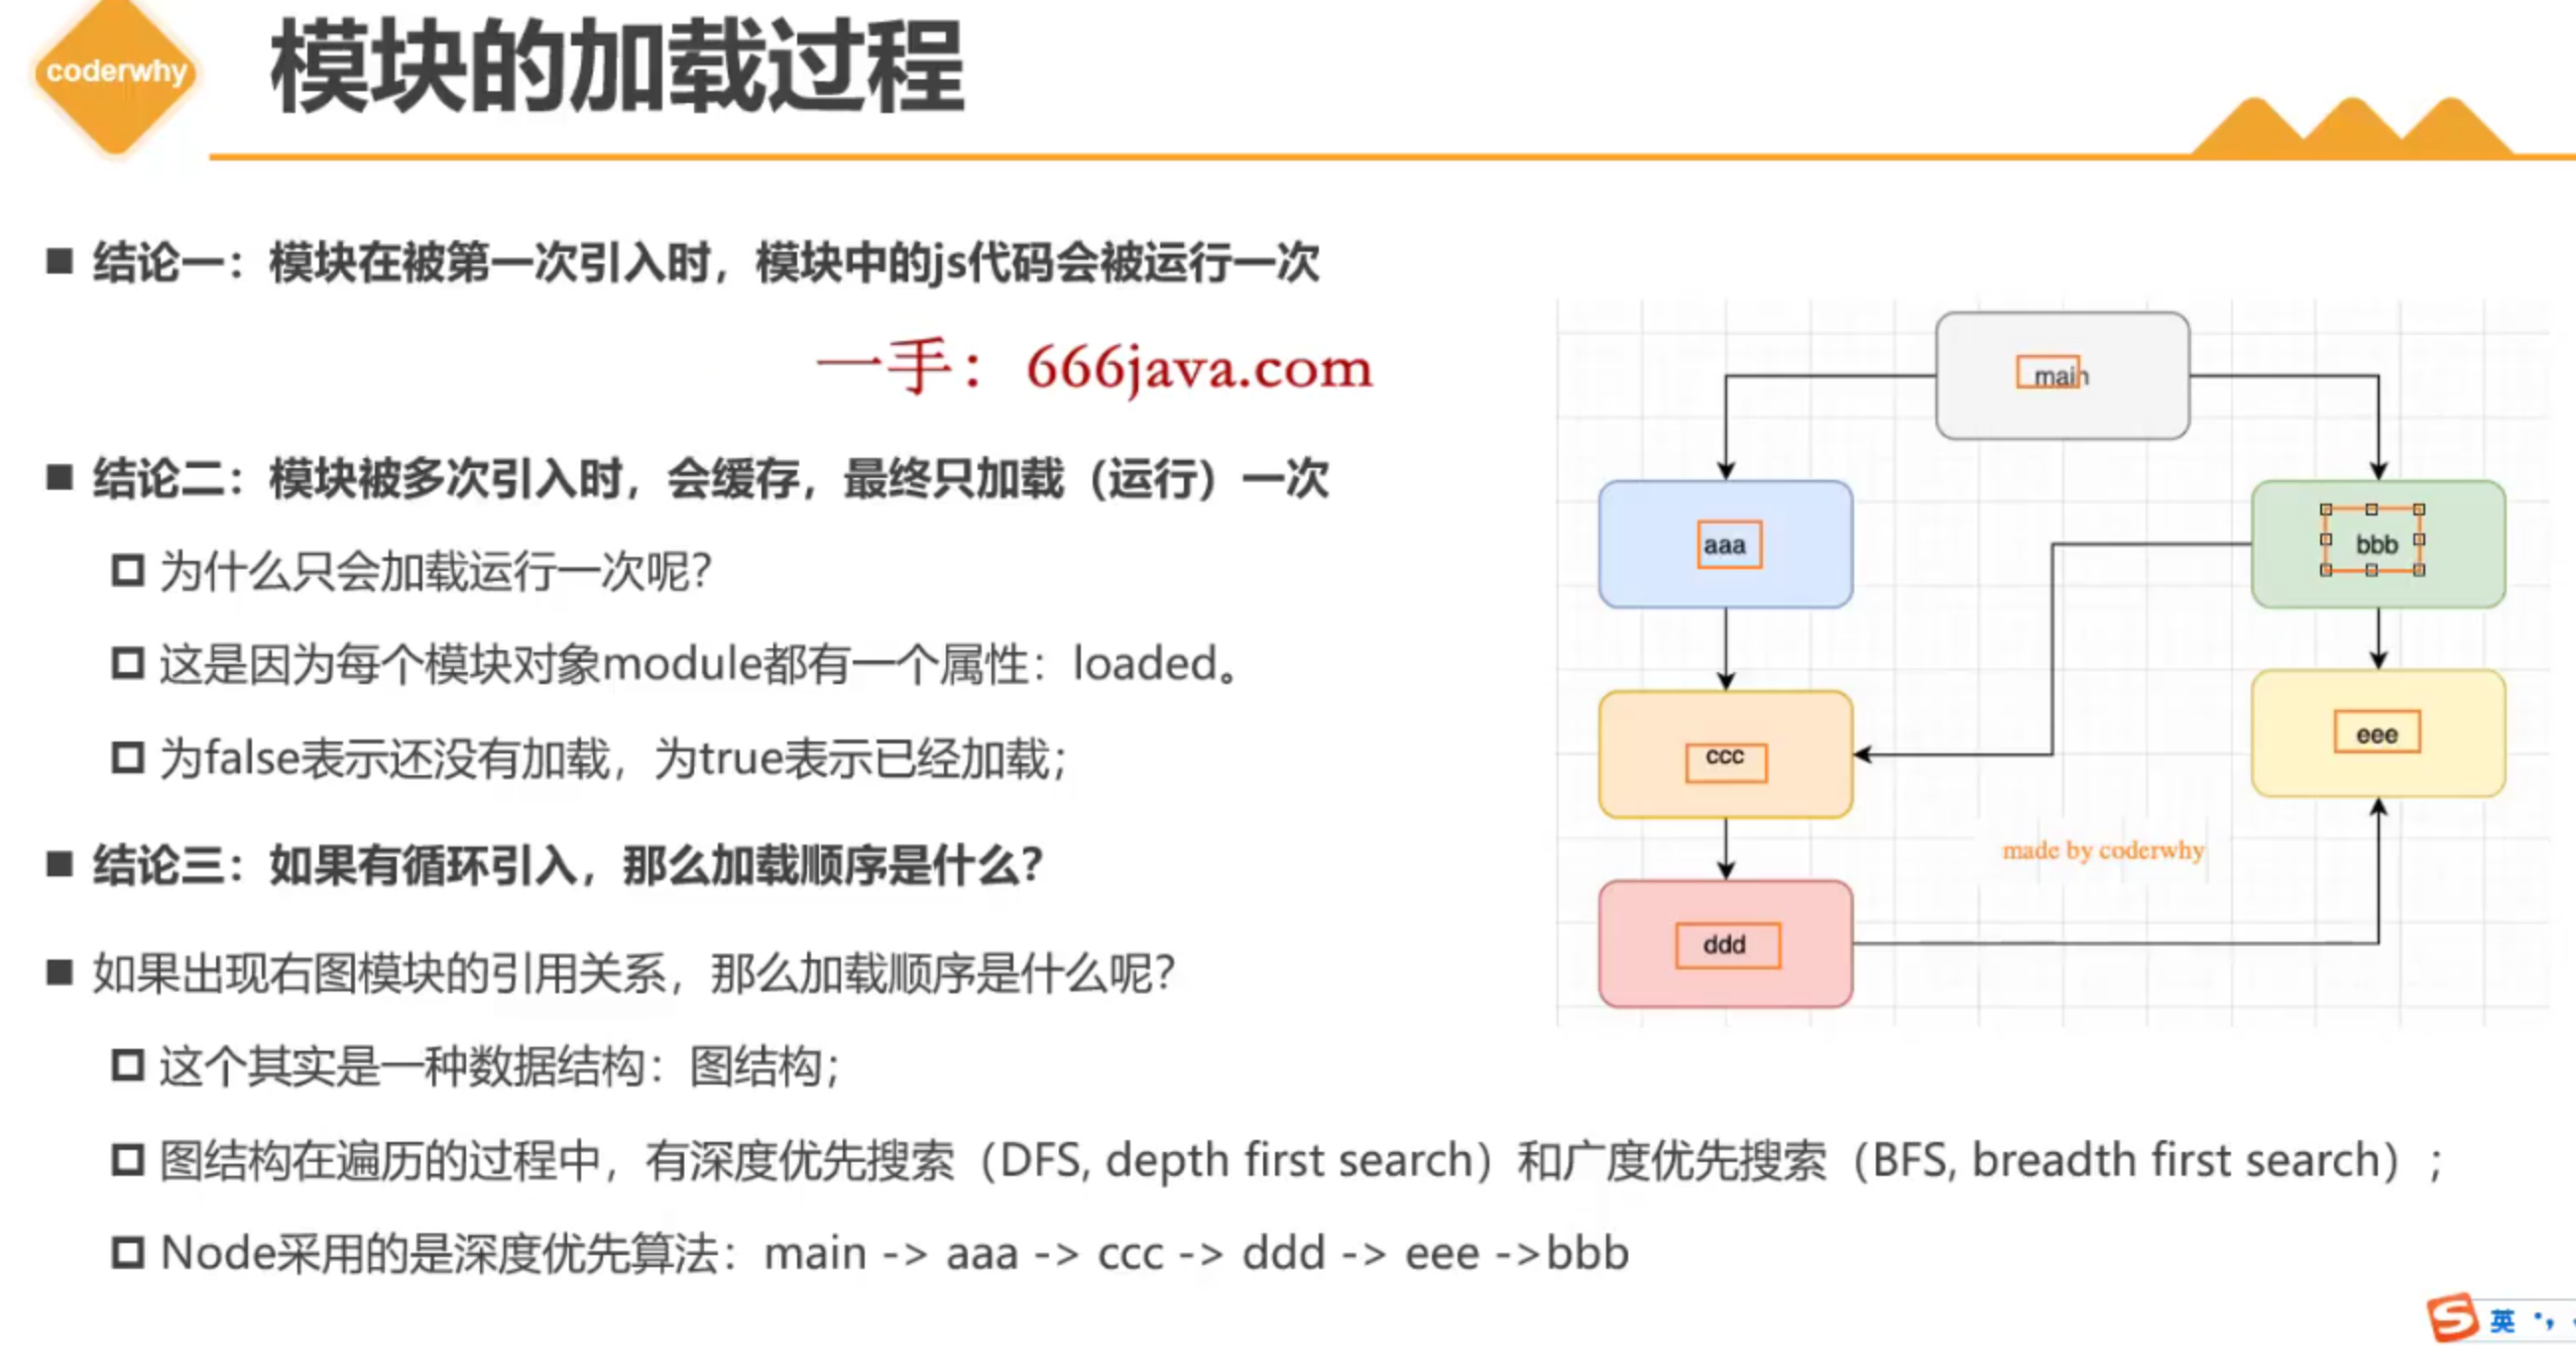 coderwhy
模块的加载过程
结论一：模块在被第一次引入时，模块中的js代码会被运行一次
一手：666java.com
结论二：模块被多次引入时，会缓存，最终只加载（运行）一次
为什么只会加载运行一次呢？
这是因为每个模块对象module都有一个属性：loaded。
为false表示还没有加载，为true表示已经加载；
结论三：如果有循环引入，那么加载顺序是什么？
如果出现右图模块的引用关系，那么加载顺序是什么呢？
这个其实是一种数据结构：图结构；
图结构在遍历的过程中，有深度优先搜索（DFS, depth first search）和广度优先搜索（BFS, breadth first search）；
Node采用的是深度优先算法：main -> aaa -> ccc -> ddd -> eee ->bbb
main
aaa
bbb
ccc
eee
made by coderwhy
ddd
英